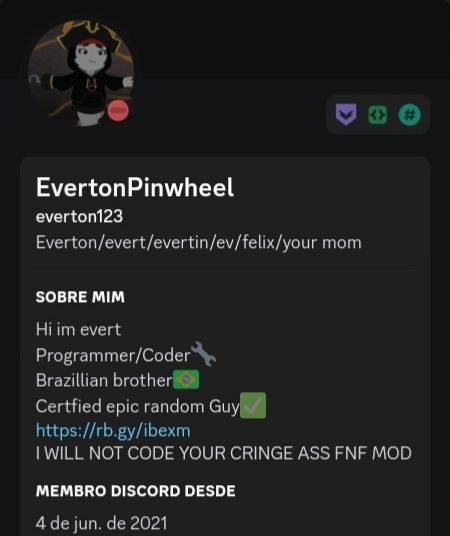 EvertonPinwheel
everton123
Everton/evert/evertin/ev/felix/your mom
SOBRE MIM
Hi im evert
Programmer/Coder🔧
Brazillian brother🇧🇷
Certfied epic random Guy✅
https://rb.gy/ibexm
I WILL NOT CODE YOUR CRINGE ASS FNF MOD
MEMBRO DISCORD DESDE
4 de jun. de 2021